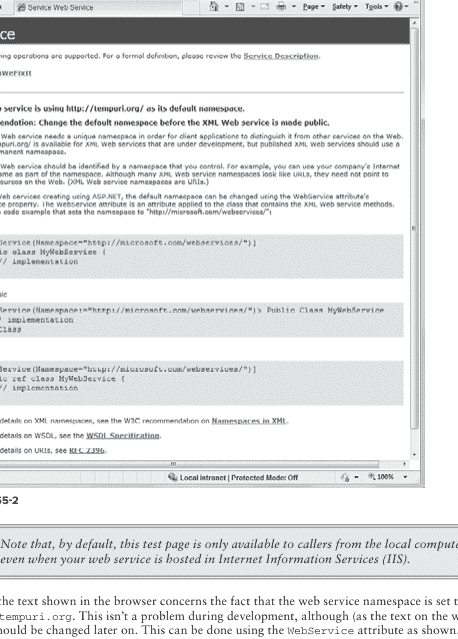 Service Web Service
Page Safety Tools
ce
ing operations are supported. For a formal definition, please review the Service Description.
wFixIt
service is using http://tempuri.org/ as its default namespace.
endation: Change the default namespace before the XML Web service is made public.
Web service needs a unique namespace in order for client applications to distinguish it from other services on the Web.
mpuri.org/ is available for XML Web services that are under development, but published XML Web services should use a
manent namespace.
Web service should be identified by a namespace that you control. For example, you can use your company's Internet
ame as part of the namespace. Although many XML Web service namespaces look like URLs, they need not point to
sources on the Web. (XML Web service namespaces are URIs.)
Web services creating using ASP.NET, the default namespace can be changed using the WebService attribute's
ce property. The WebService attribute is an attribute applied to the class that contains the XML Web service methods.
code example that sets the namespace to "http://microsoft.com/webservices/":
Service(Namespace="http://microsoft.com/webservices/")]
ic class MyWebService {
// implementation
sic
Service(Namespace:="http://microsoft.com/webservices/")> Public Class MyWebService
' implementation
Class
Service(Namespace="http://microsoft.com/webservices/")]
ic ref class MyWebService {
// implementation
details on XML namespaces, see the W3C recommendation on Namespaces in XML.
details on WSDL, see the WSDL Specification.
details on URIs, see RFC 2396.
Local intranet | Protected Mode: Off 100%
55-2
Note that, by default, this test page is only available to callers from the local compute
even when your web service is hosted in Internet Information Services (IIS).
the text shown in the browser concerns the fact that the web service namespace is set t
tempuri.org. This isn't a problem during development, although (as the text on the w
hould be changed later on. This can be done using the WebService attribute as shown.